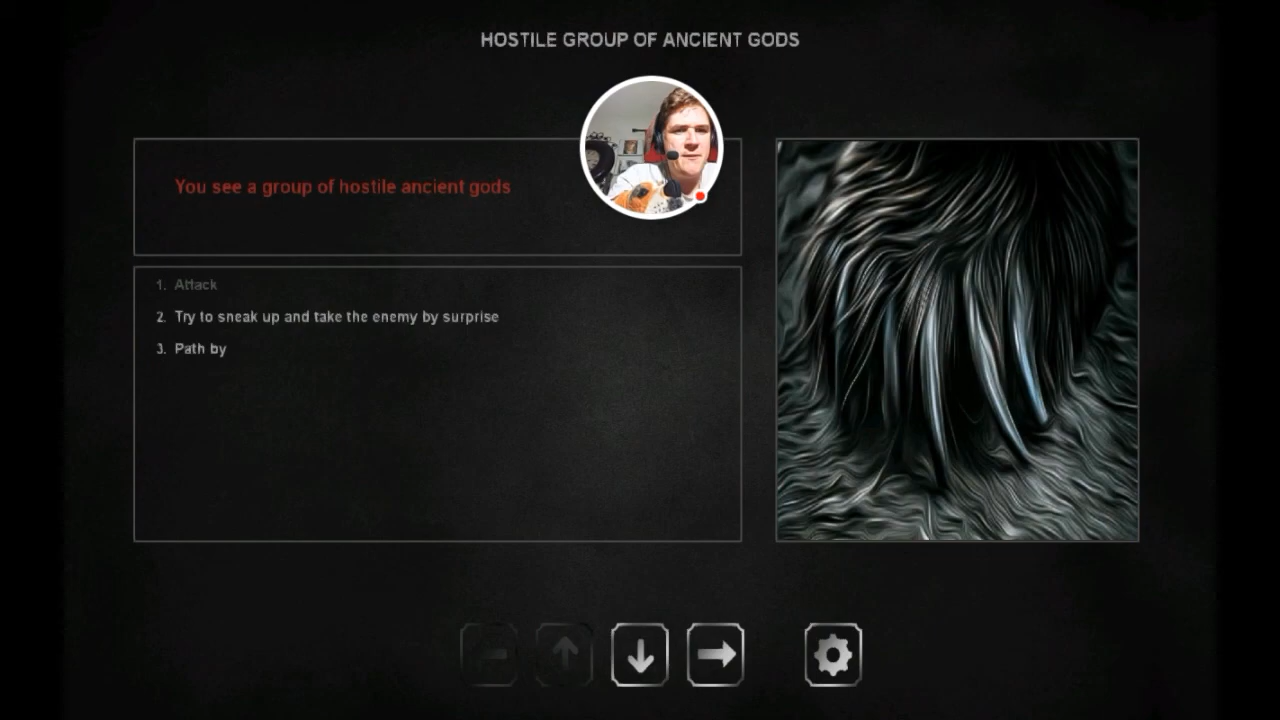 HOSTILE GROUP OF ANCIENT GODS
You see a group of hostile ancient gods
1. Attack
2. Try to sneak up and take the enemy by surprise
3. Path by